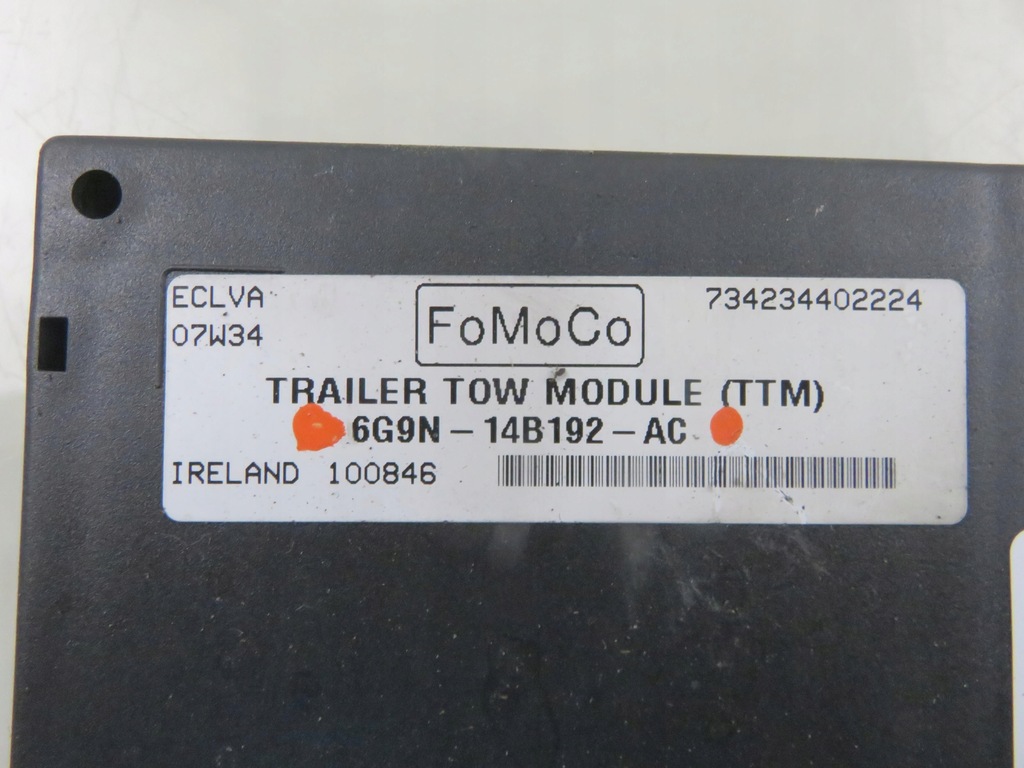 ECLVA
07W34
FoMoCo
734234402224
TRAILER TOW MODULE (TTM)
6G9N-14B192-AC
IRELAND 100846